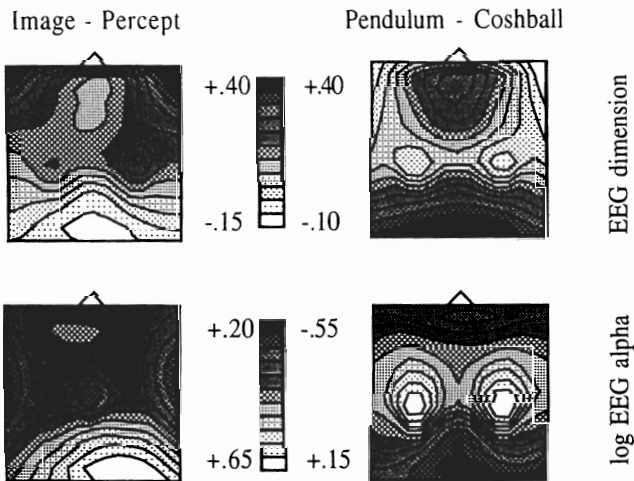 Image - Percept
Pendulum - Coshball
+.40
+.40
-.15
-.10
EEG dimension
+.20
-.55
+.65
+.15
log EEG alpha